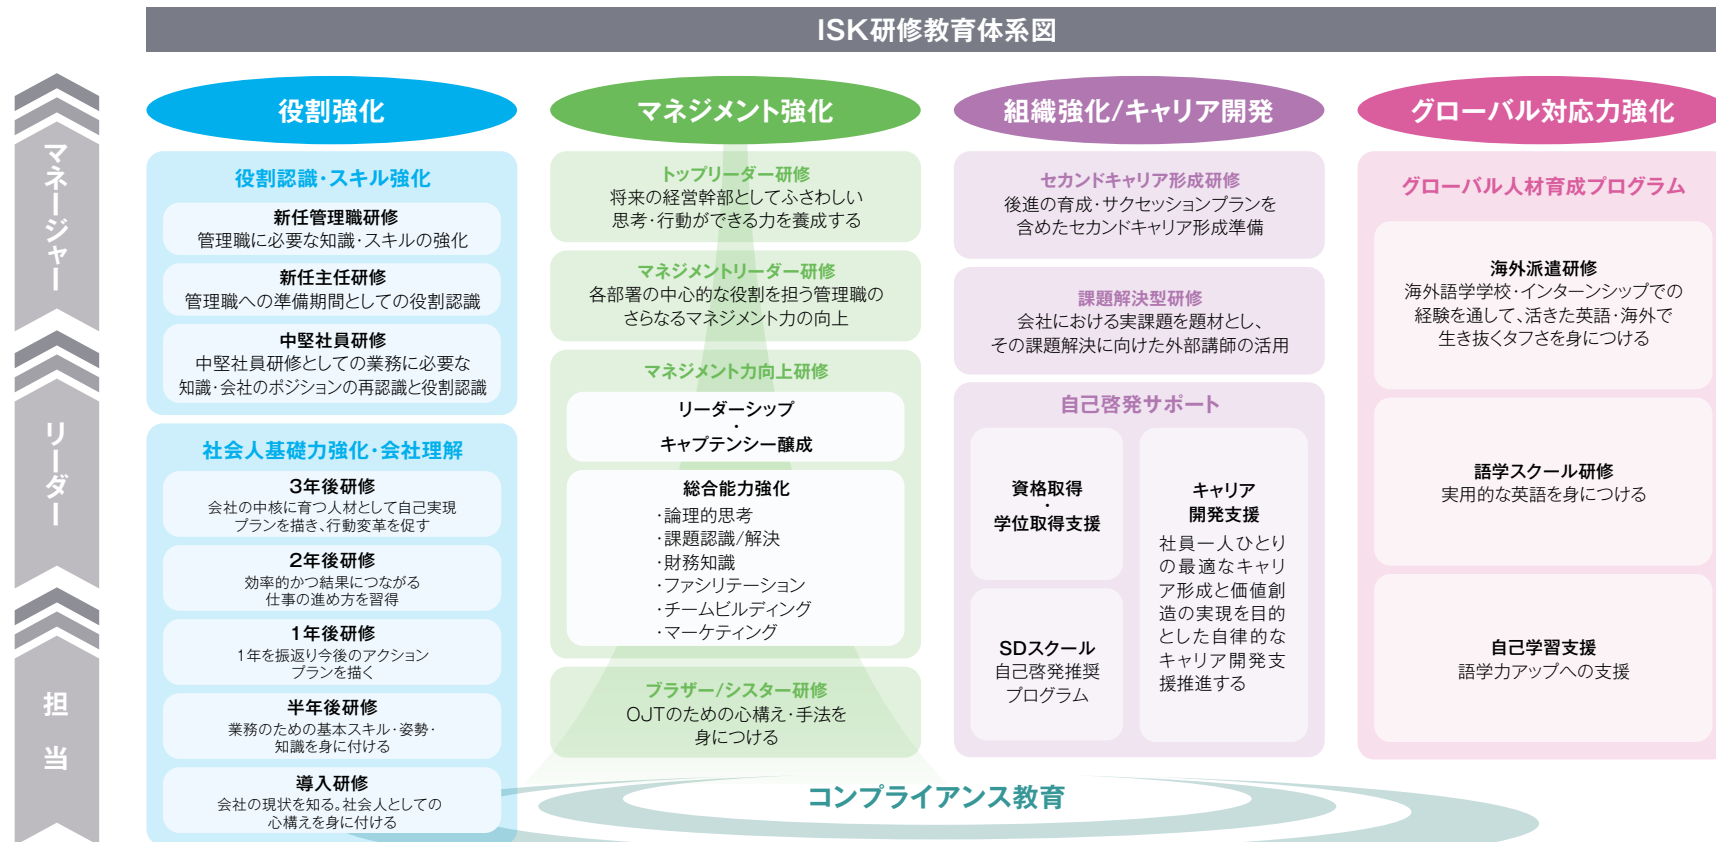 ISK研修教育体系図
マネージャー
リーダー
担当
役割強化
役割認識・スキル強化
新任管理職研修
管理職に必要な知識・スキルの強化
新任主任研修
管理職への準備期間としての役割認識
中堅社員研修
中堅社員研修としての業務に必要な
知識・会社のポジションの再認識と役割認識
社会人基礎力強化・会社理解
3年後研修
会社の中核に育つ人材として自己実現
プランを描き、行動変革を促す
2年後研修
効率的かつ結果につながる
仕事の進め方を習得
1年後研修
1年を振返り今後のアクション
プランを描く
半年後研修
業務のための基本スキル・姿勢・
知識を身に付ける
導入研修
会社の現状を知る。社会人としての
心構えを身に付ける
マネジメント強化
トップリーダー研修
将来の経営幹部としてふさわしい
思考・行動ができる力を養成する
マネジメントリーダー研修
各部署の中心的な役割を担う管理職の
さらなるマネジメント力の向上
マネジメント力向上研修
リーダーシップ
・
キャプテンシー醸成
総合能力強化
・論理的思考
・課題認識/解決
・財務知識
・ファシリテーション
・チームビルディング
・マーケティング
ブラザー/シスター研修
OJTのための心構え・手法を
身につける
組織強化/キャリア開発
セカンドキャリア形成研修
後進の育成・サクセッションプランを
含めたセカンドキャリア形成準備
課題解決型研修
会社における実課題を題材とし、
その課題解決に向けた外部講師の活用
自己啓発サポート
資格取得
・
学位取得支援
SDスクール
自己啓発推奨
プログラム
キャリア
開発支援
社員一人ひとり
の最適なキャリ
ア形成と価値創
造の実現を目的
とした自律的な
キャリア開発支
援推進する
グローバル対応力強化
グローバル人材育成プログラム
海外派遣研修
海外語学学校・インターンシップでの
経験を通して、活きた英語・海外で
生き抜くタフさを身につける
語学スクール研修
実用的な英語を身につける
自己学習支援
語学力アップへの支援
コンプライアンス教育